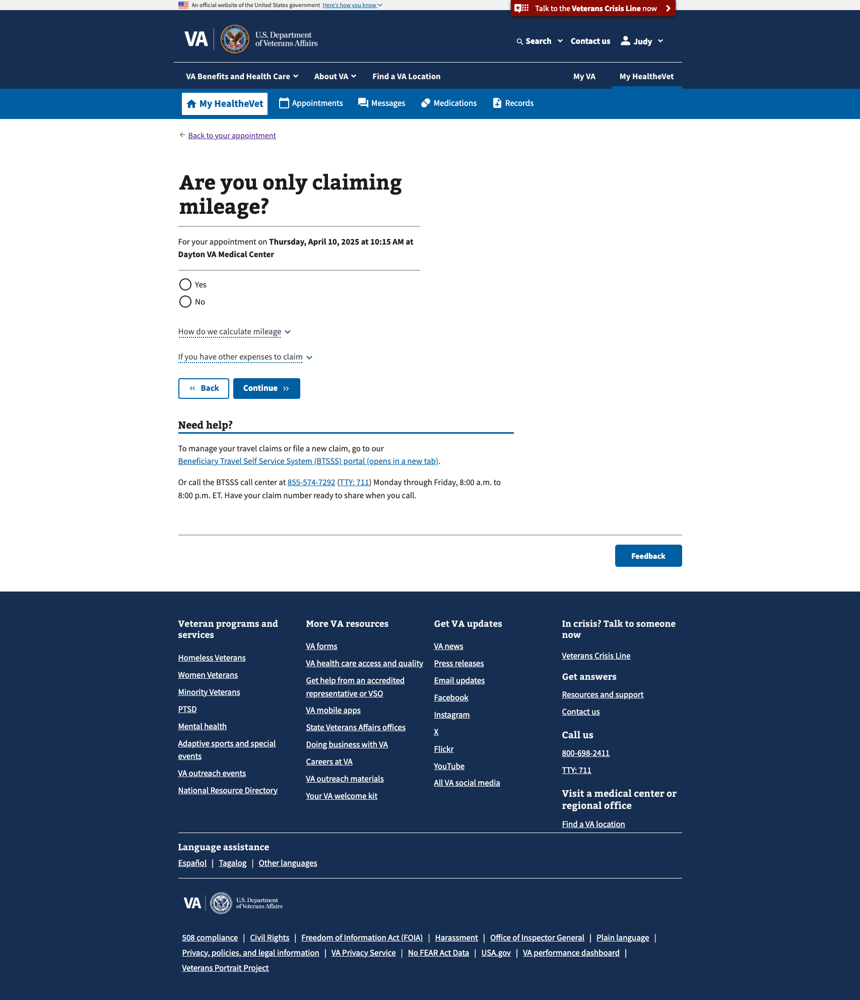 An official website of the United States government Here's how you know
Talk to the Veterans Crisis Line now
VA U.S. Department
of Veterans Affairs
Search Contact us Judy
VA Benefits and Health Care About VA Find a VA Location My VA My HealtheVet
My HealtheVet Appointments Messages Medications Records
Back to your appointment
Are you only claiming
mileage?
For your appointment on Thursday, April 10, 2025 at 10:15 AM at
Dayton VA Medical Center
Yes
No
How do we calculate mileage
If you have other expenses to claim
Back Continue
Need help?
To manage your travel claims or file a new claim, go to our
Beneficiary Travel Self Service System (BTSSS) portal (opens in a new tab).
Or call the BTSSS call center at 855-574-7292 (TTY: 711) Monday through Friday, 8:00 a.m. to
8:00 p.m. ET. Have your claim number ready to share when you call.
Feedback
Veteran programs and
services
Homeless Veterans
Women Veterans
Minority Veterans
PTSD
Mental health
Adaptive sports and special
events
VA outreach events
National Resource Directory
More VA resources
VA forms
VA health care access and quality
Get help from an accredited
representative or VSO
VA mobile apps
State Veterans Affairs offices
Doing business with VA
Careers at VA
VA outreach materials
Your VA welcome kit
Get VA updates
VA news
Press releases
Email updates
Facebook
Instagram
X
Flickr
YouTube
All VA social media
In crisis? Talk to someone
now
Veterans Crisis Line
Get answers
Resources and support
Contact us
Call us
800-698-2411
TTY: 711
Visit a medical center or
regional office
Find a VA location
Language assistance
Español | Tagalog | Other languages
VA U.S. Department
of Veterans Affairs
508 compliance | Civil Rights | Freedom of Information Act (FOIA) | Harassment | Office of Inspector General | Plain language |
Privacy, policies, and legal information | VA Privacy Service | No FEAR Act Data | USA.gov | VA performance dashboard |
Veterans Portrait Project